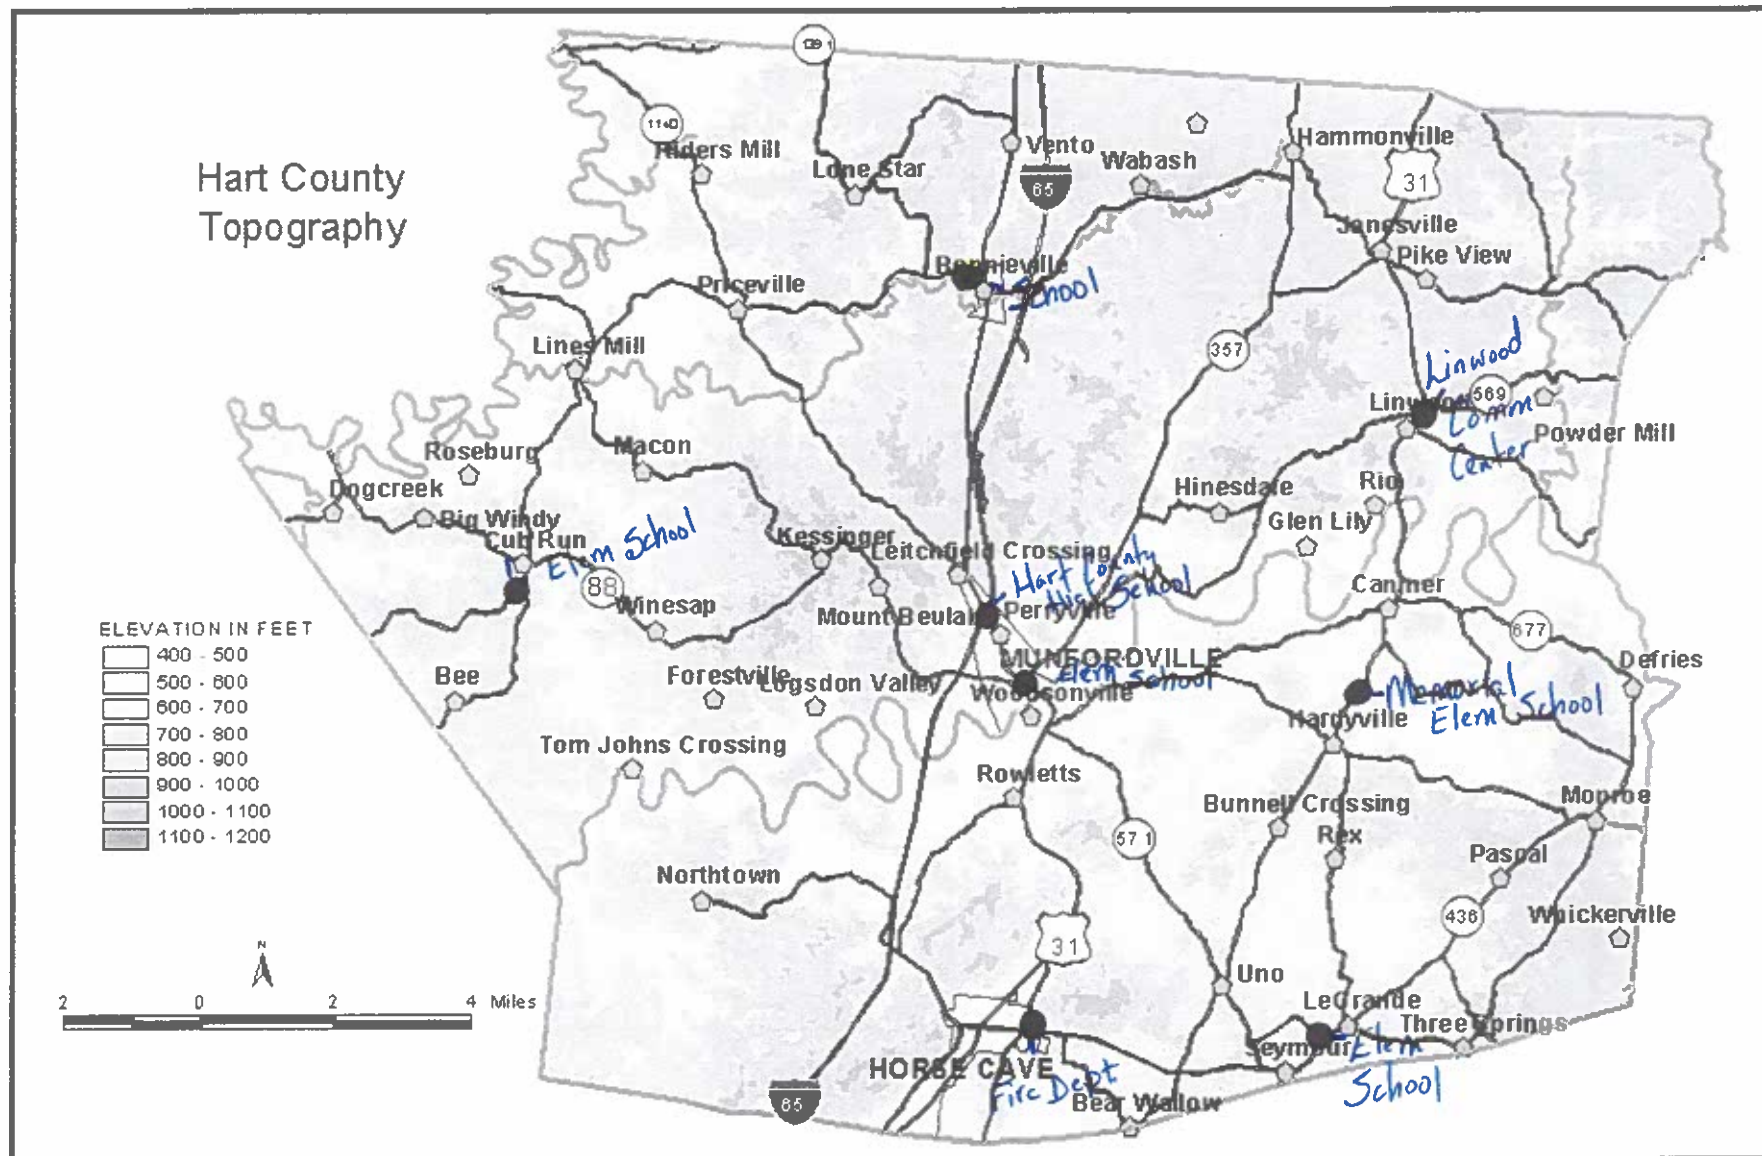 Hart County
Topography
1391
1140
Riders Mill
Lone Star
Vento
65
Wabash
Hammonville
31
Janesville
Pike View
Bonnieville
School
Priceville
Lines Mill
357
Linwood
Linwood
569
Comm
Center
Powder Mill
Roseburg
Macon
Dogcreek
Big Windy
Cub Run
Elem School
88
Winesap
Kessinger
Leitchfield Crossing
Hart County
High School
Mount Beulah
Perryville
Hinesdale
Rio
Glen Lily
Canmer
677
Defries
MUNFORDVILLE
Elem School
Woodsonville
Memorial
Elem School
Hardyville
Bee
Forestville
Logsdon Valley
Tom Johns Crossing
Rowletts
Bunnell Crossing
Rex
Monroe
571
Pascal
436
Whickerville
Northtown
31
Uno
LeGrande
Three Springs
Seymour
Elem
School
HORSE CAVE
Fire Dept
Bear Wallow
65
ELEVATION IN FEET
400 - 500
500 - 600
600 - 700
700 - 800
800 - 900
900 - 1000
1000 - 1100
1100 - 1200
N
2 0 2 4 Miles